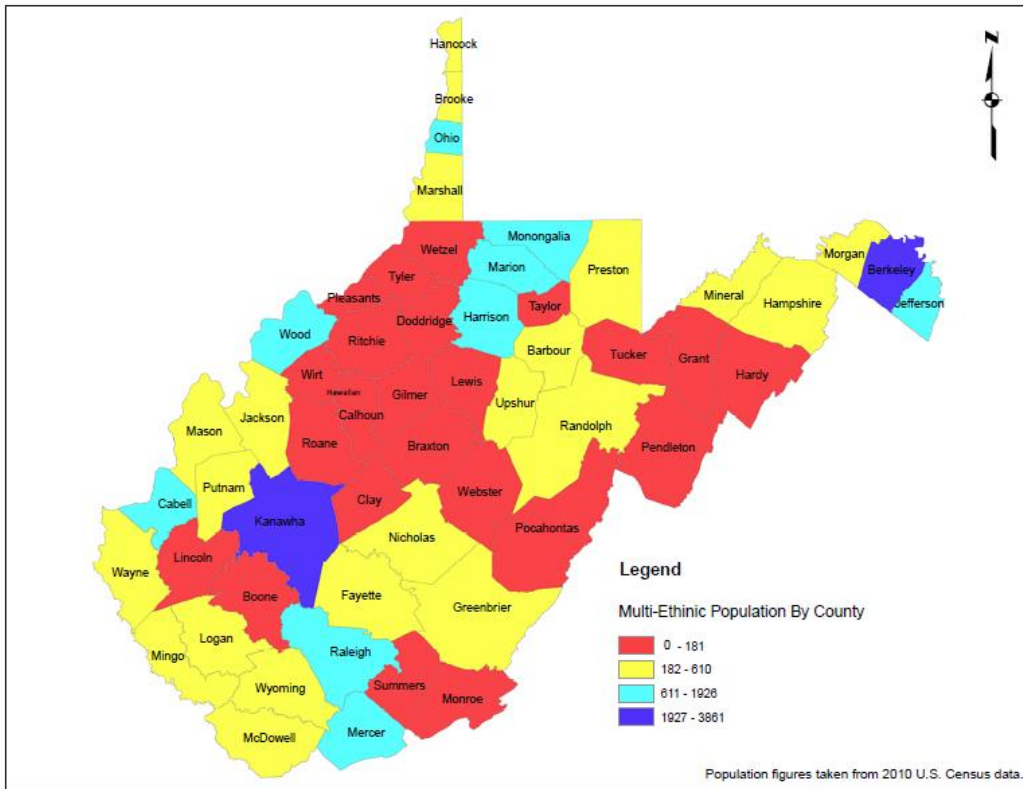 Hancock
N
Brooke
Ohio
Marshall
Wetzel
Monongalia
Marion
Morgan
Berkeley
Tyler
Preston
Mineral
Hampshire
Jefferson
Pleasants
Taylor
Doddridge
Harrison
Wood
Ritchie
Barbour
Tucker
Grant
Hardy
Wirt
Hawaiian
Gilmer
Lewis
Upshur
Calhoun
Jackson
Mason
Randolph
Roane
Braxton
Pendleton
Putnam
Cabell
Clay
Webster
Kanawha
Pocahontas
Nicholas
Lincoln
Wayne
Boone
Fayette
Greenbrier
Logan
Mingo
Raleigh
Wyoming
Summers
Monroe
McDowell
Mercer
Legend
Multi-Ethinic Population By County
0 - 181
182 - 610
611 - 1926
1927 - 3861
Population figures taken from 2010 U.S. Census data.